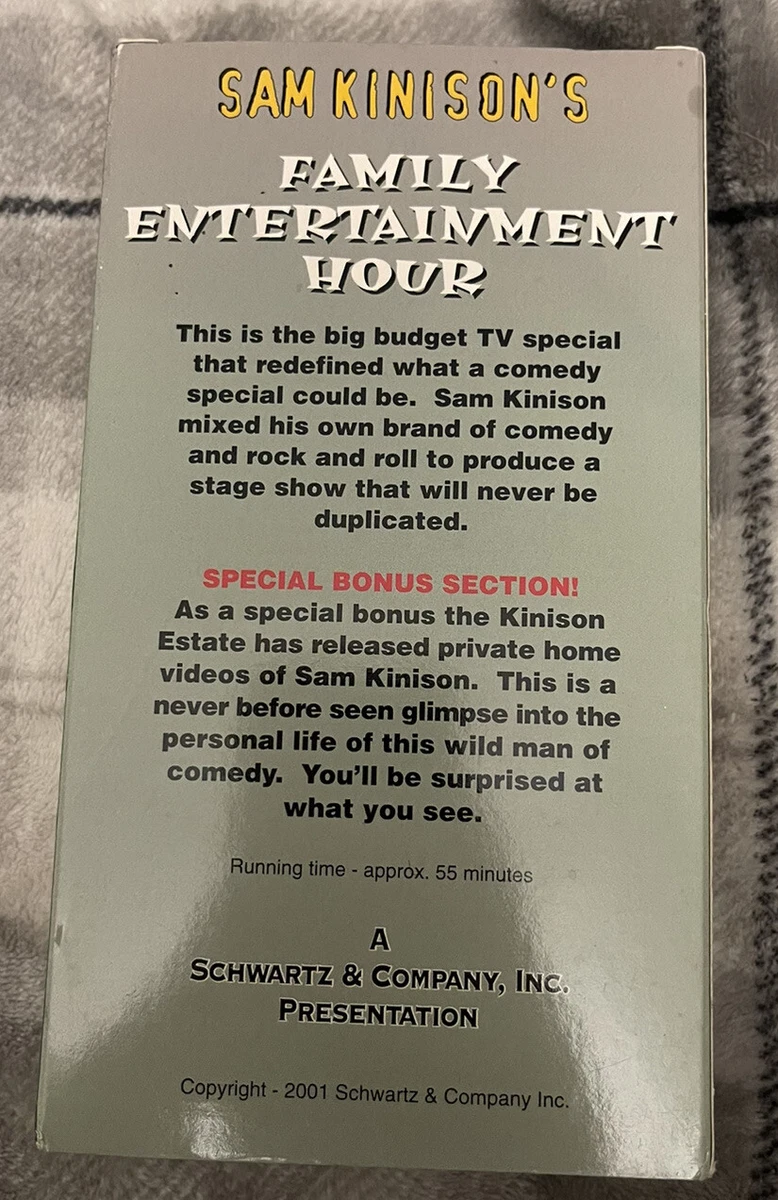 SAM KINISON'S
FAMILY
ENTERTAINMENT
HOUR
This is the big budget TV special
that redefined what a comedy
special could be. Sam Kinison
mixed his own brand of comedy
and rock and roll to produce a
stage show that will never be
duplicated.
SPECIAL BONUS SECTION!
As a special bonus the Kinison
Estate has released private home
videos of Sam Kinison. This is a
never before seen glimpse into the
personal life of this wild man of
comedy. You'll be surprised at
what you see.
Running time - approx. 55 minutes
A
SCHWARTZ & COMPANY, INC.
PRESENTATION
Copyright - 2001 Schwartz & Company Inc.